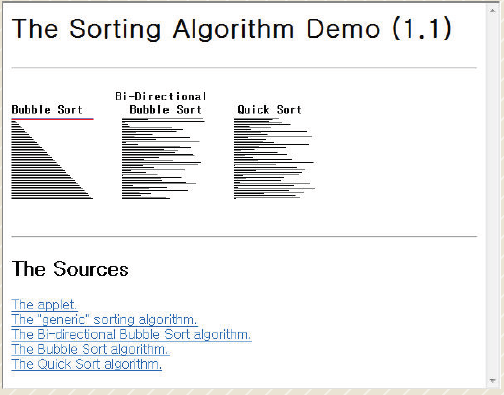 The Sorting Algorithm Demo (1.1)
Bubble Sort
Bi-Directional
Bubble Sort
Quick Sort
The Sources
The applet.
The "generic" sorting algorithm.
The Bi-directional Bubble Sort algorithm.
The Bubble Sort algorithm.
The Quick Sort algorithm.